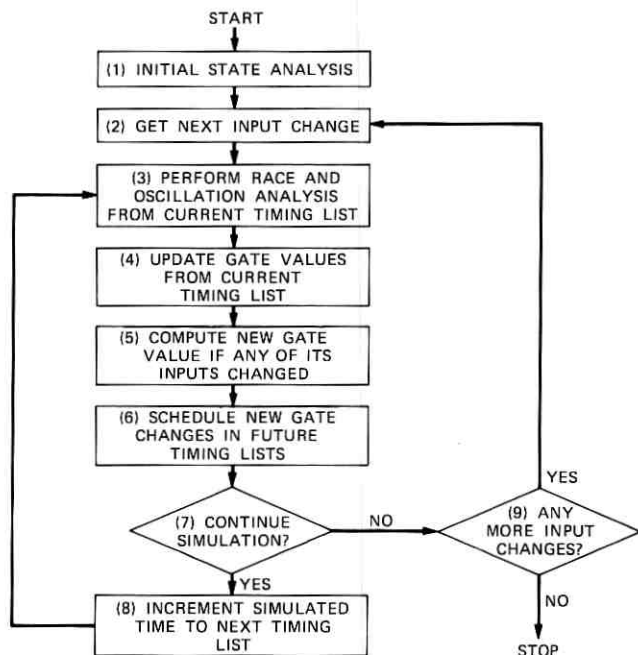 START
(1) INITIAL STATE ANALYSIS
(2) GET NEXT INPUT CHANGE
(3) PERFORM RACE AND
OSCILLATION ANALYSIS
FROM CURRENT TIMING LIST
(4) UPDATE GATE VALUES
FROM CURRENT
TIMING LIST
(5) COMPUTE NEW GATE
VALUE IF ANY OF ITS
INPUTS CHANGED
(6) SCHEDULE NEW GATE
CHANGES IN FUTURE
TIMING LISTS
(7) CONTINUE
SIMULATION?
NO
YES
(8) INCREMENT SIMULATED
TIME TO NEXT TIMING
LIST
YES
(9) ANY
MORE INPUT
CHANGES?
NO
STOP